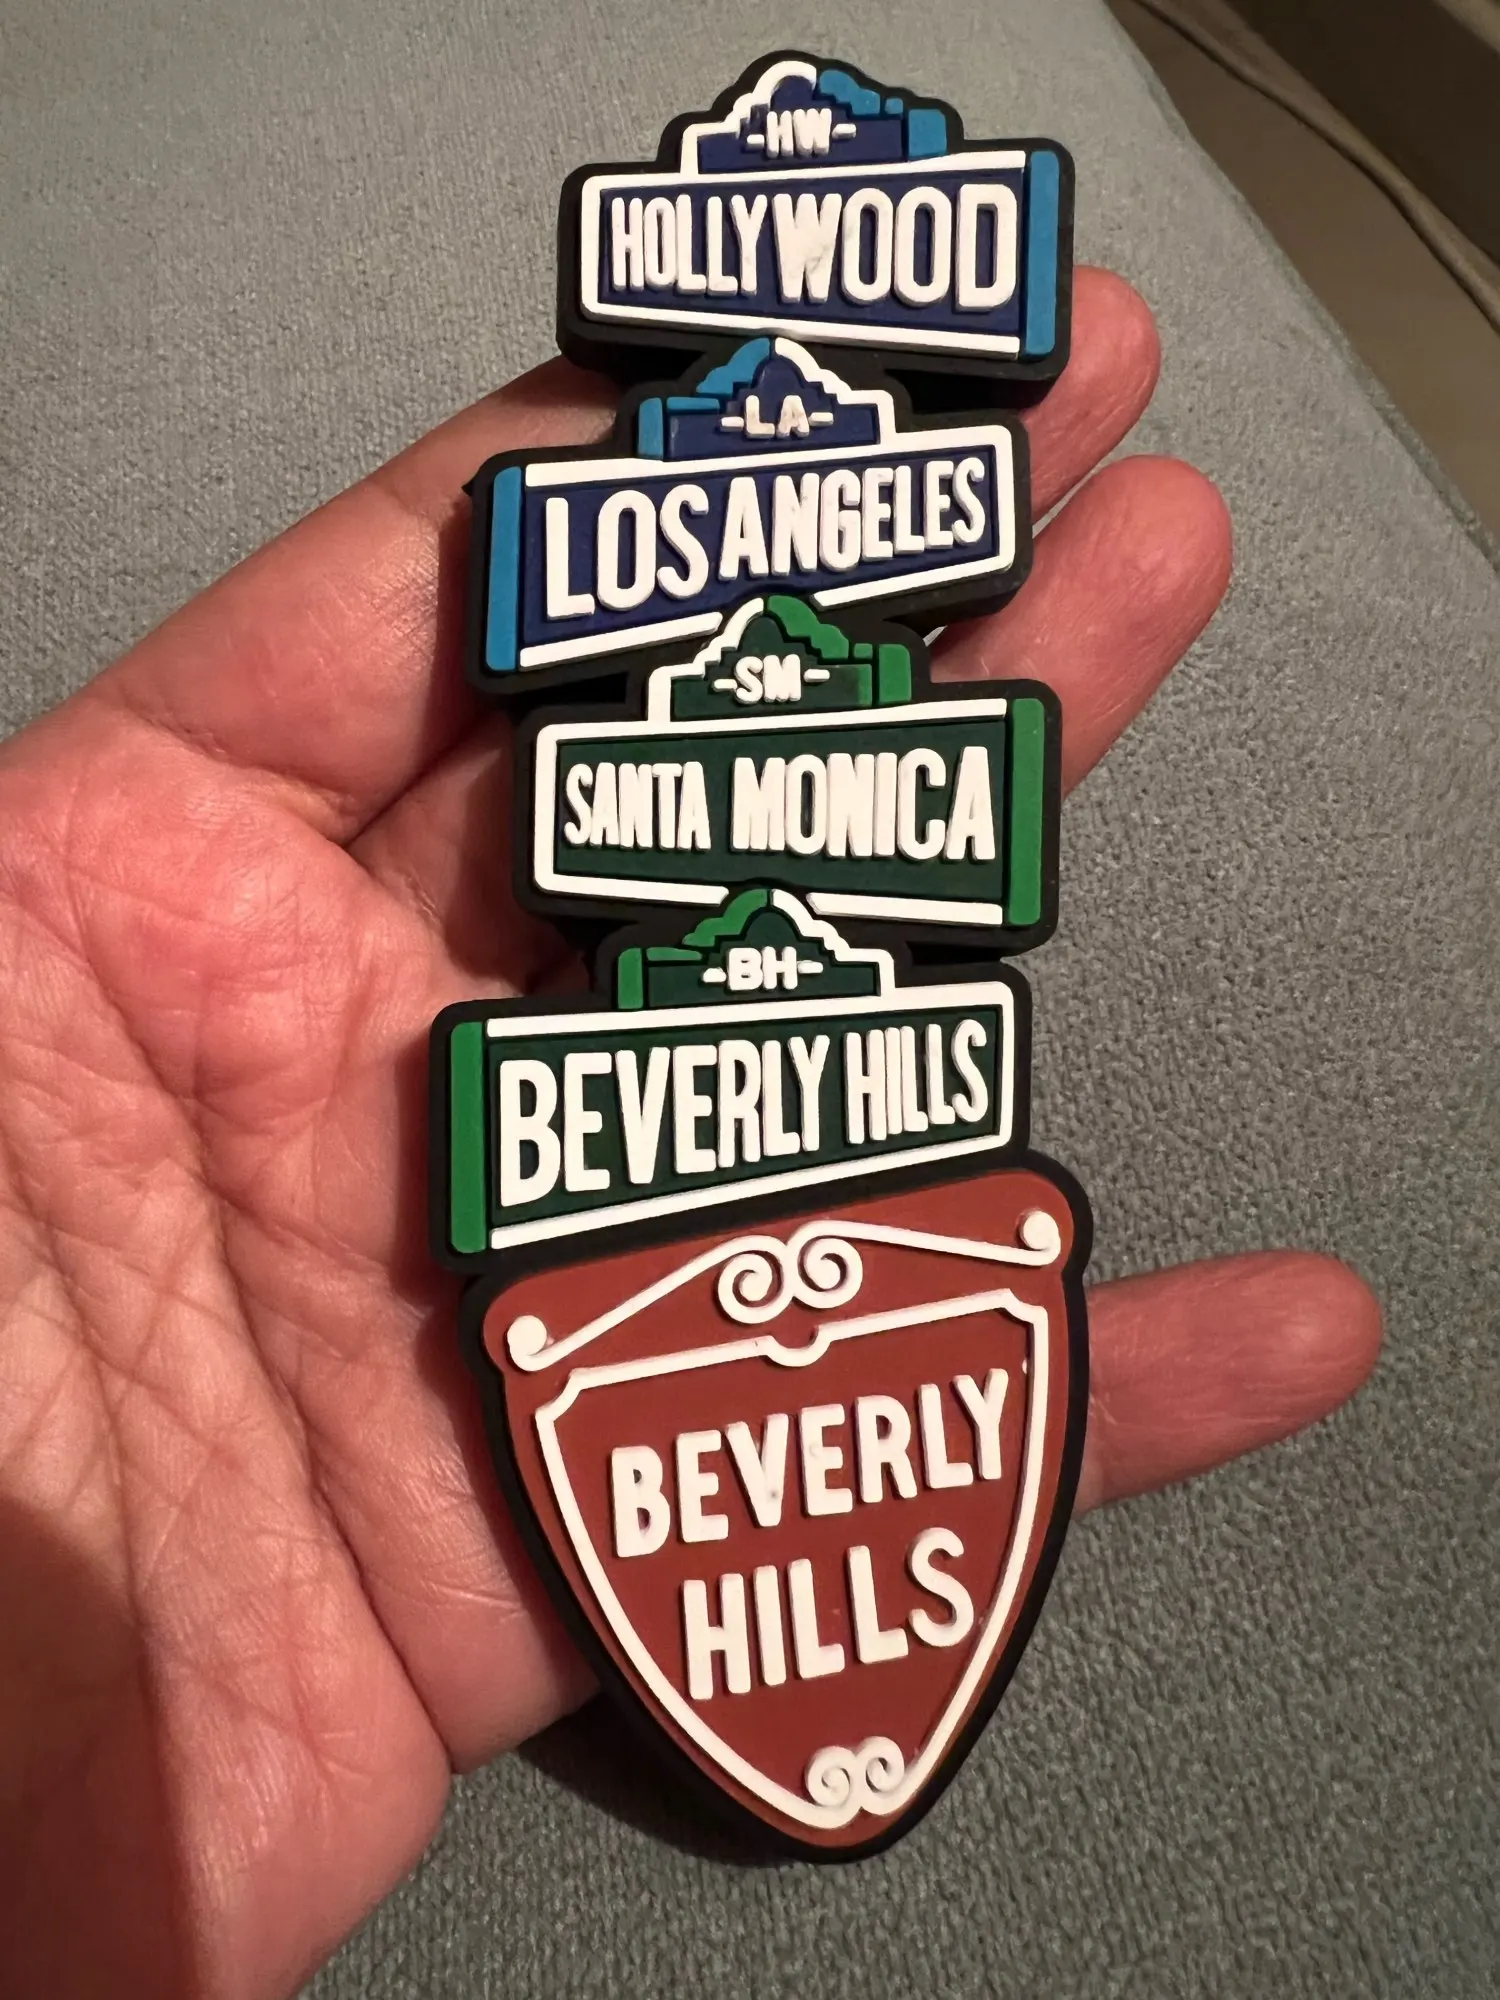 -HW-
HOLLYWOOD
-LA-
LOS ANGELES
-SM-
SANTA MONICA
-BH-
BEVERLY HILLS
BEVERLY
HILLS